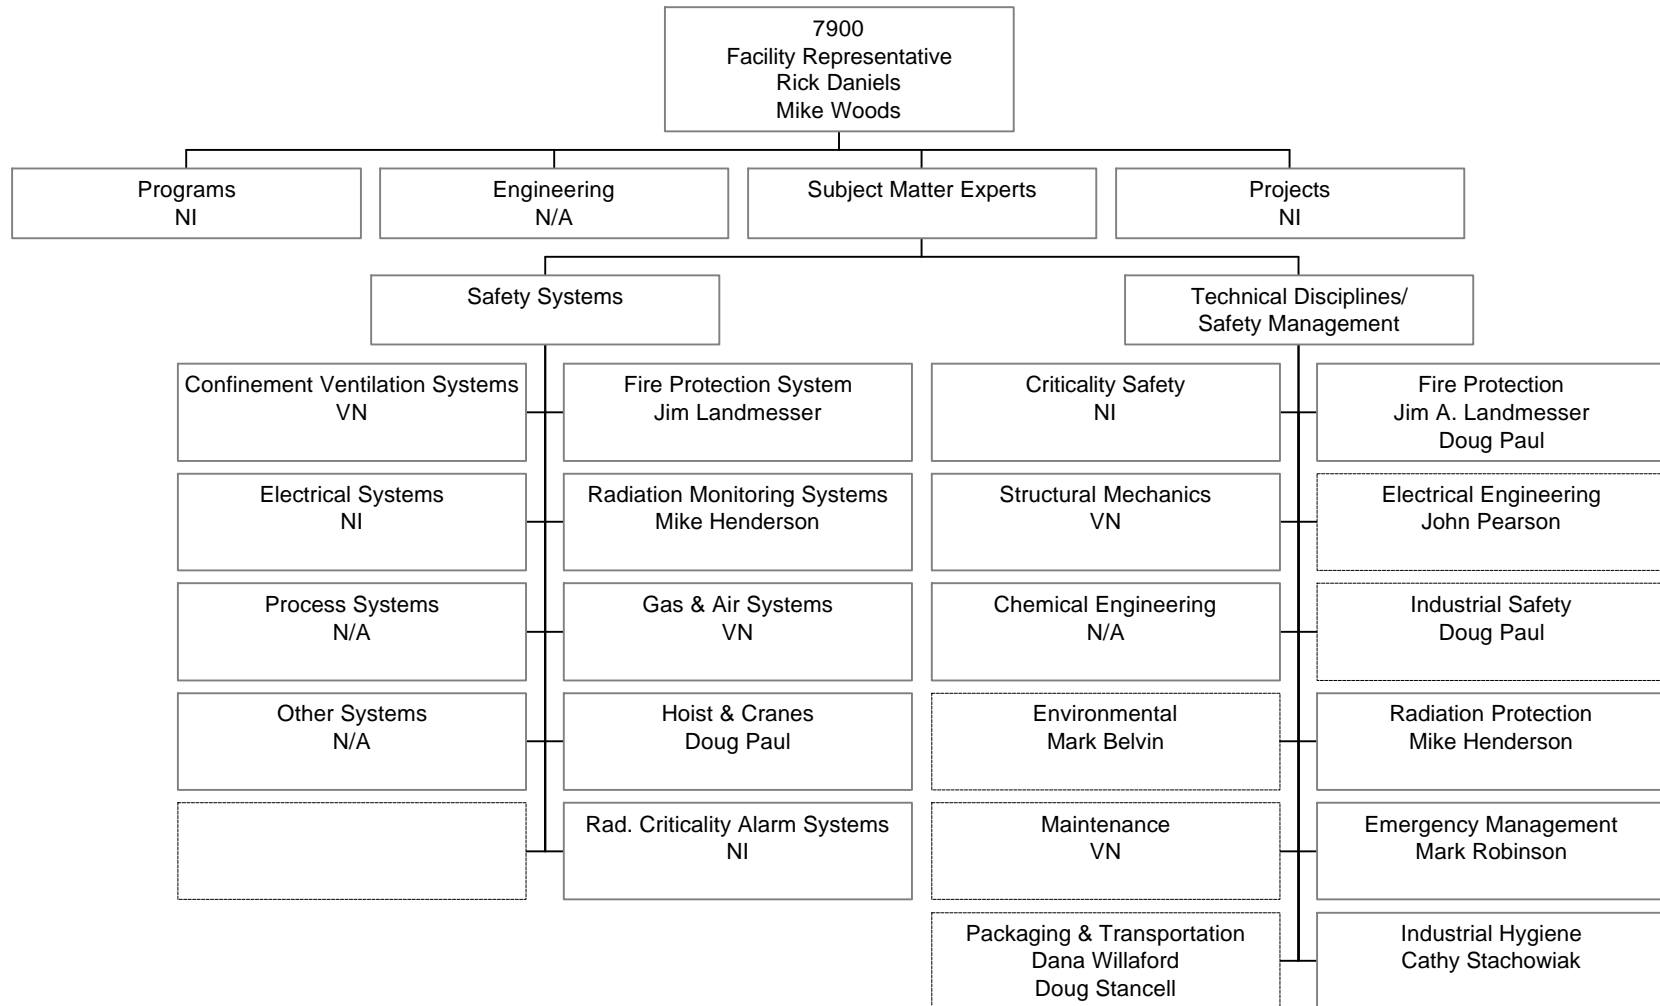 7900
Facility Representative
Rick Daniels
Mike Woods
Programs
NI
Engineering
N/A
Subject Matter Experts
Projects
NI
Safety Systems
Technical Disciplines/
Safety Management
Confinement Ventilation Systems
VN
Fire Protection System
Jim Landmesser
Criticality Safety
NI
Fire Protection
Jim A. Landmesser
Doug Paul
Electrical Systems
NI
Radiation Monitoring Systems
Mike Henderson
Structural Mechanics
VN
Electrical Engineering
John Pearson
Process Systems
N/A
Gas & Air Systems
VN
Chemical Engineering
N/A
Industrial Safety
Doug Paul
Other Systems
N/A
Hoist & Cranes
Doug Paul
Environmental
Mark Belvin
Radiation Protection
Mike Henderson
Rad. Criticality Alarm Systems
NI
Maintenance
VN
Emergency Management
Mark Robinson
Packaging & Transportation
Dana Willaford
Doug Stancell
Industrial Hygiene
Cathy Stachowiak